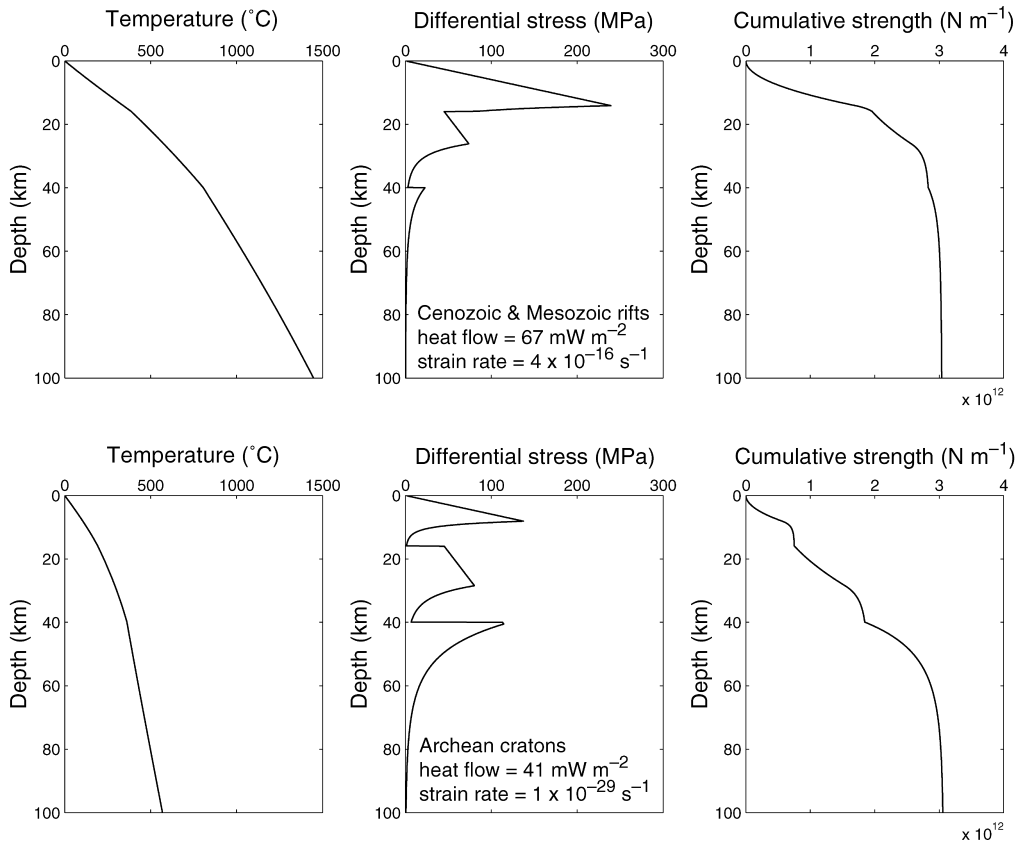 Temperature (˚C)
Differential stress (MPa)
Cumulative strength (N m⁻¹)
0 500 1000 1500
0 100 200 300
0 1 2 3 4
0
20
40
60
80
100
Depth (km)
0
20
40
60
80
100
Depth (km)
Cenozoic & Mesozoic rifts
heat flow = 67 mW m⁻²
strain rate = 4 x 10⁻¹⁶ s⁻¹
0
20
40
60
80
100
Depth (km)
x 10¹²
Temperature (˚C)
Differential stress (MPa)
Cumulative strength (N m⁻¹)
0 500 1000 1500
0 100 200 300
0 1 2 3 4
0
20
40
60
80
100
Depth (km)
0
20
40
60
80
100
Depth (km)
Archean cratons
heat flow = 41 mW m⁻²
strain rate = 1 x 10⁻²⁹ s⁻¹
0
20
40
60
80
100
Depth (km)
x 10¹²